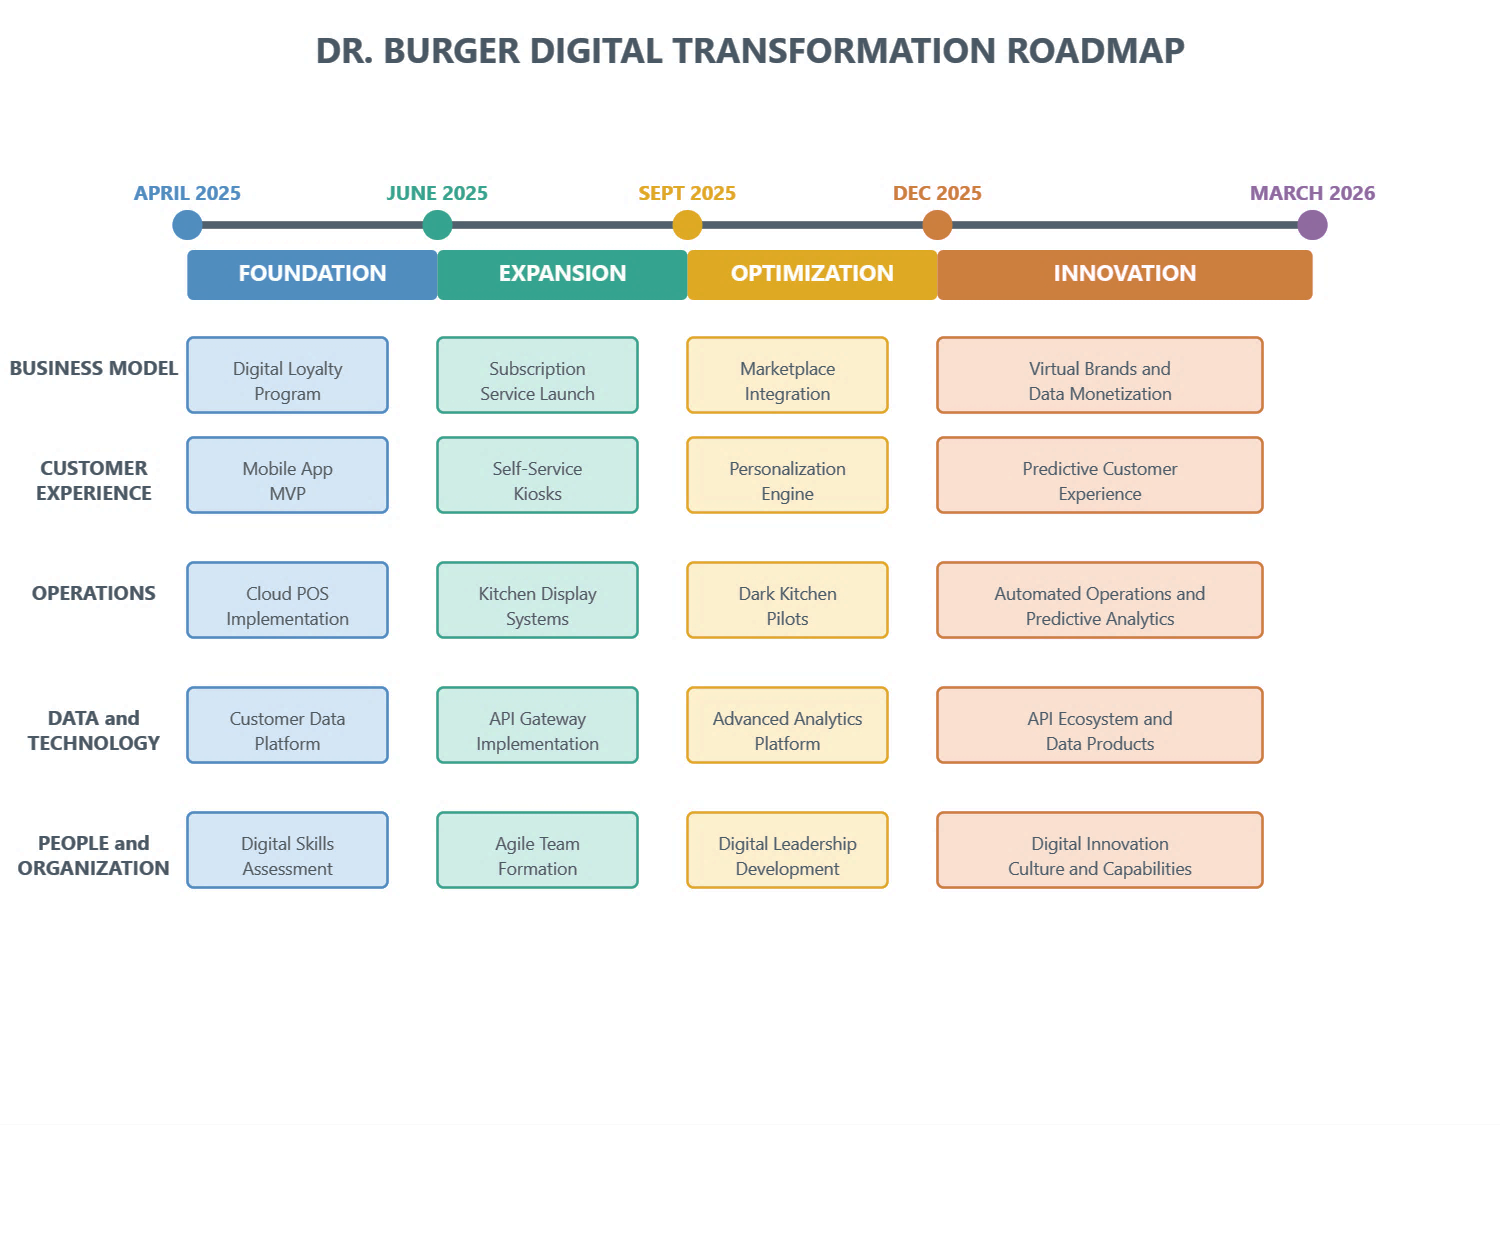 DR. BURGER DIGITAL TRANSFORMATION ROADMAP
APRIL 2025
JUNE 2025
SEPT 2025
DEC 2025
MARCH 2026
FOUNDATION
EXPANSION
OPTIMIZATION
INNOVATION
BUSINESS MODEL
Digital Loyalty
Program
Subscription
Service Launch
Marketplace
Integration
Virtual Brands and
Data Monetization
CUSTOMER
EXPERIENCE
Mobile App
MVP
Self-Service
Kiosks
Personalization
Engine
Predictive Customer
Experience
OPERATIONS
Cloud POS
Implementation
Kitchen Display
Systems
Dark Kitchen
Pilots
Automated Operations and
Predictive Analytics
DATA and
TECHNOLOGY
Customer Data
Platform
API Gateway
Implementation
Advanced Analytics
Platform
API Ecosystem and
Data Products
PEOPLE and
ORGANIZATION
Digital Skills
Assessment
Agile Team
Formation
Digital Leadership
Development
Digital Innovation
Culture and Capabilities